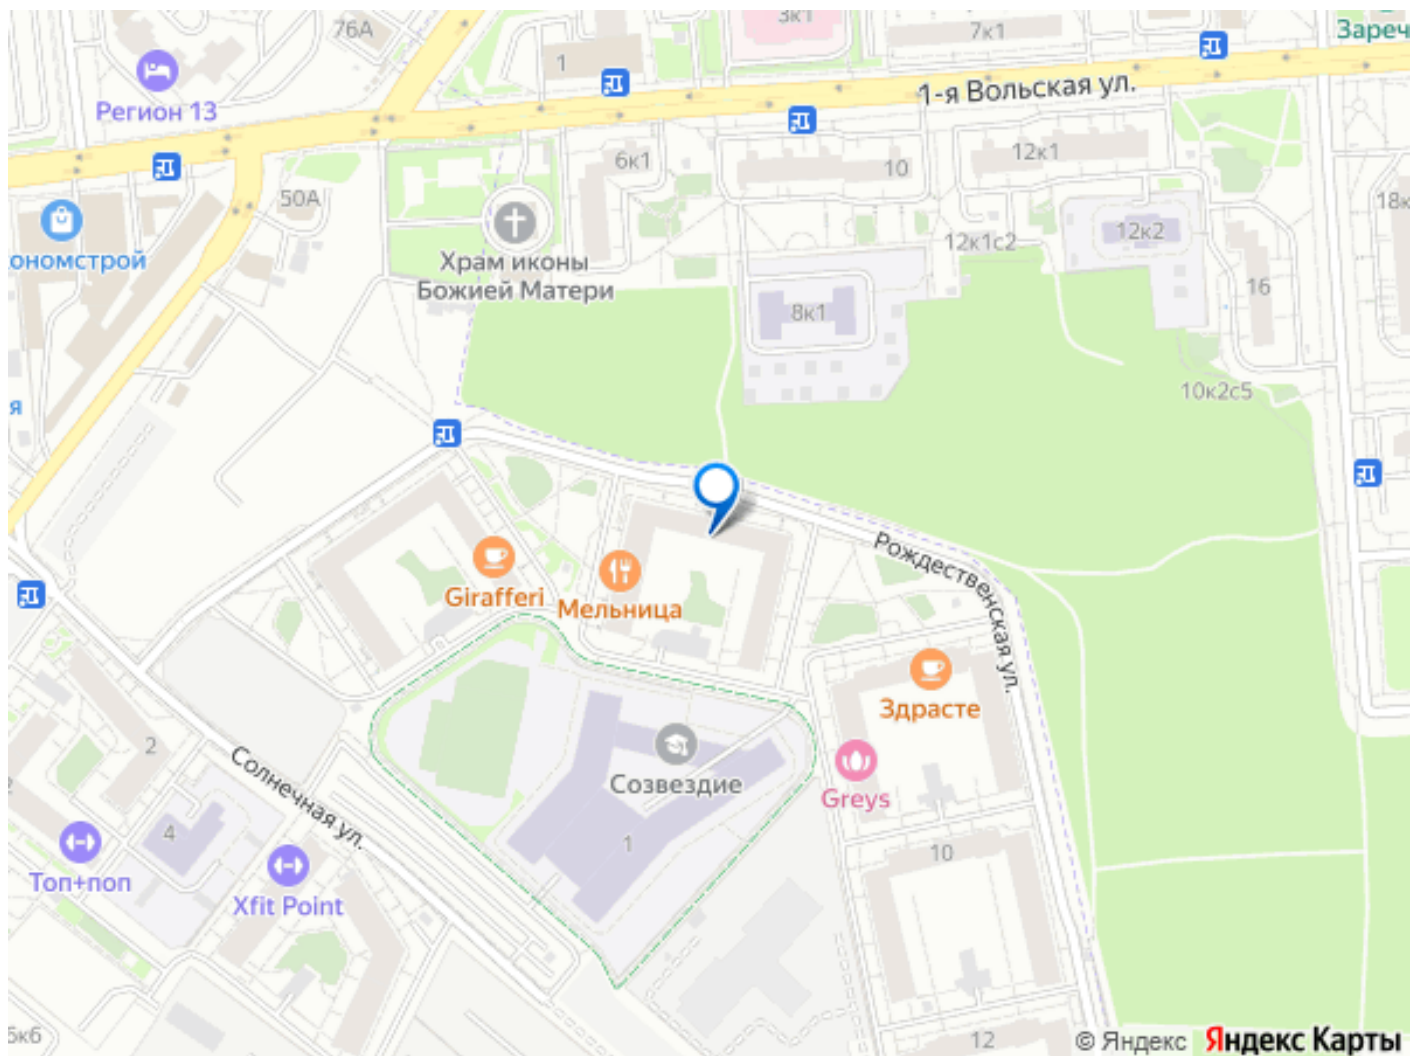 76А
3к1
7к1
Зареч
1
1-я Вольская ул.
Регион 13
6к1
10
12к1
50А
18к
12к1с2
12к2
ономстрой
Храм иконы
Божией Матери
16
8к1
10к2с5
я
Рождественская ул.
Girafferi
Мельница
Здрасте
2
Солнечная ул.
Созвездие
Greys
4
1
10
Топ+поп
Xfit Point
12
© Яндекс Яндекс Карты